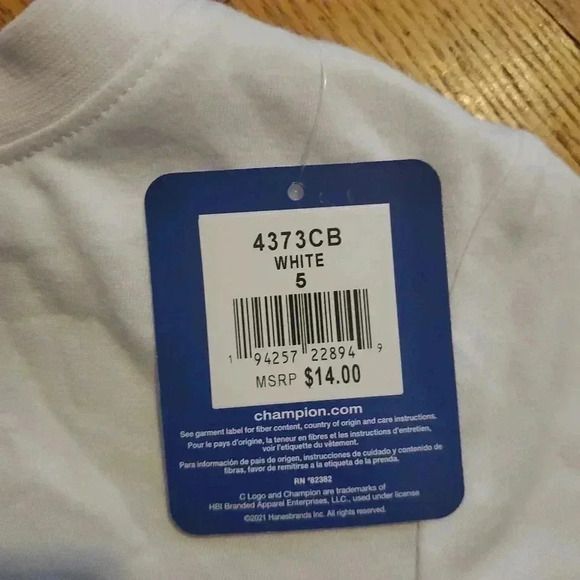 4373CB
WHITE
5
1 94257 22894 9
MSRP $14.00
champion.com
See garment label for fiber content, country of origin and care instructions.
Pour le pays d'origine, la teneur en fibres et les instructions d'entretien,
voir l'etiquette du vêtement.
Para información de pais de origen, instrucciones de cuidado y contenido de
fibras, favor de remitirse a la etiqueta de la prenda.
RN #82382
C Logo and Champion are trademarks of
HBI Branded Apparel Enterprises, LLC., used under license
©2021 Hanesbrands Inc. All rights reserved.